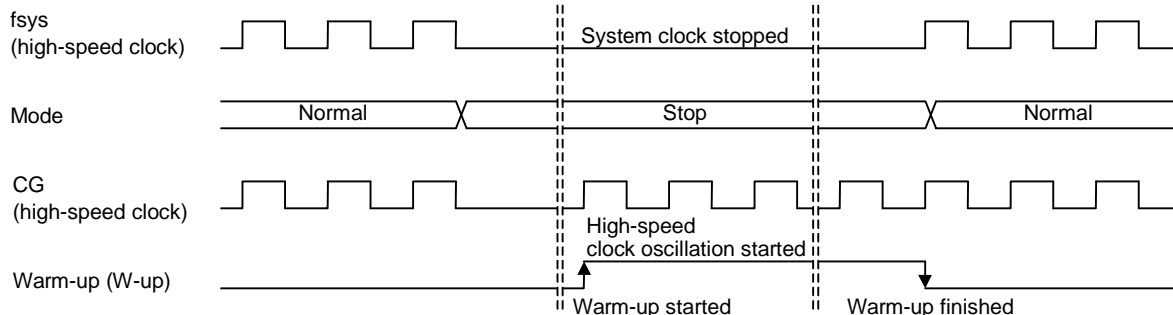 fsys
(high-speed clock)
System clock stopped
Mode
Normal
Stop
Normal
CG
(high-speed clock)
High-speed
clock oscillation started
Warm-up (W-up)
Warm-up started
Warm-up finished